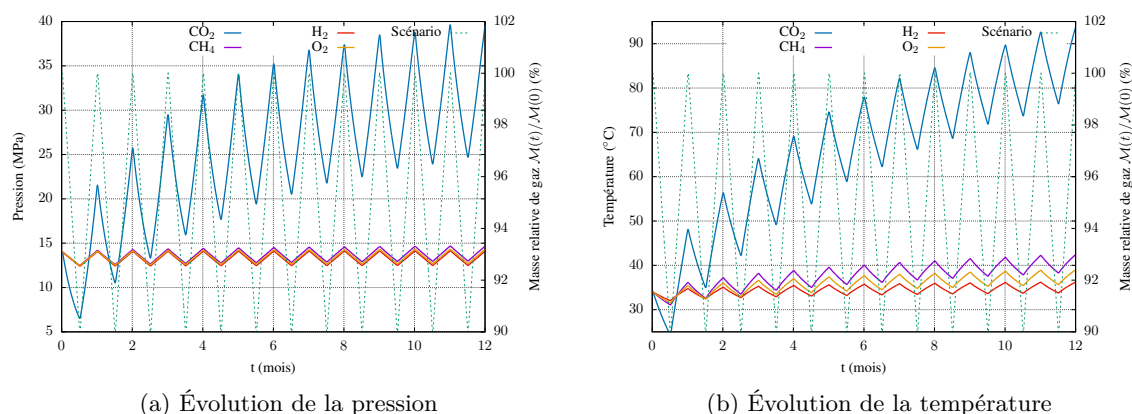 40
35
30
25
20
15
10
5
Pression (MPa)
CO2
CH4
H2
O2
Scénario
102
100
98
96
94
92
90
Masse relative de gaz M(t)/M(0) (%)
0 2 4 6 8 10 12
t (mois)
(a) Évolution de la pression
90
80
70
60
50
40
30
Température (°C)
CO2
CH4
H2
O2
Scénario
102
100
98
96
94
92
90
Masse relative de gaz M(t)/M(0) (%)
0 2 4 6 8 10 12
t (mois)
(b) Évolution de la température